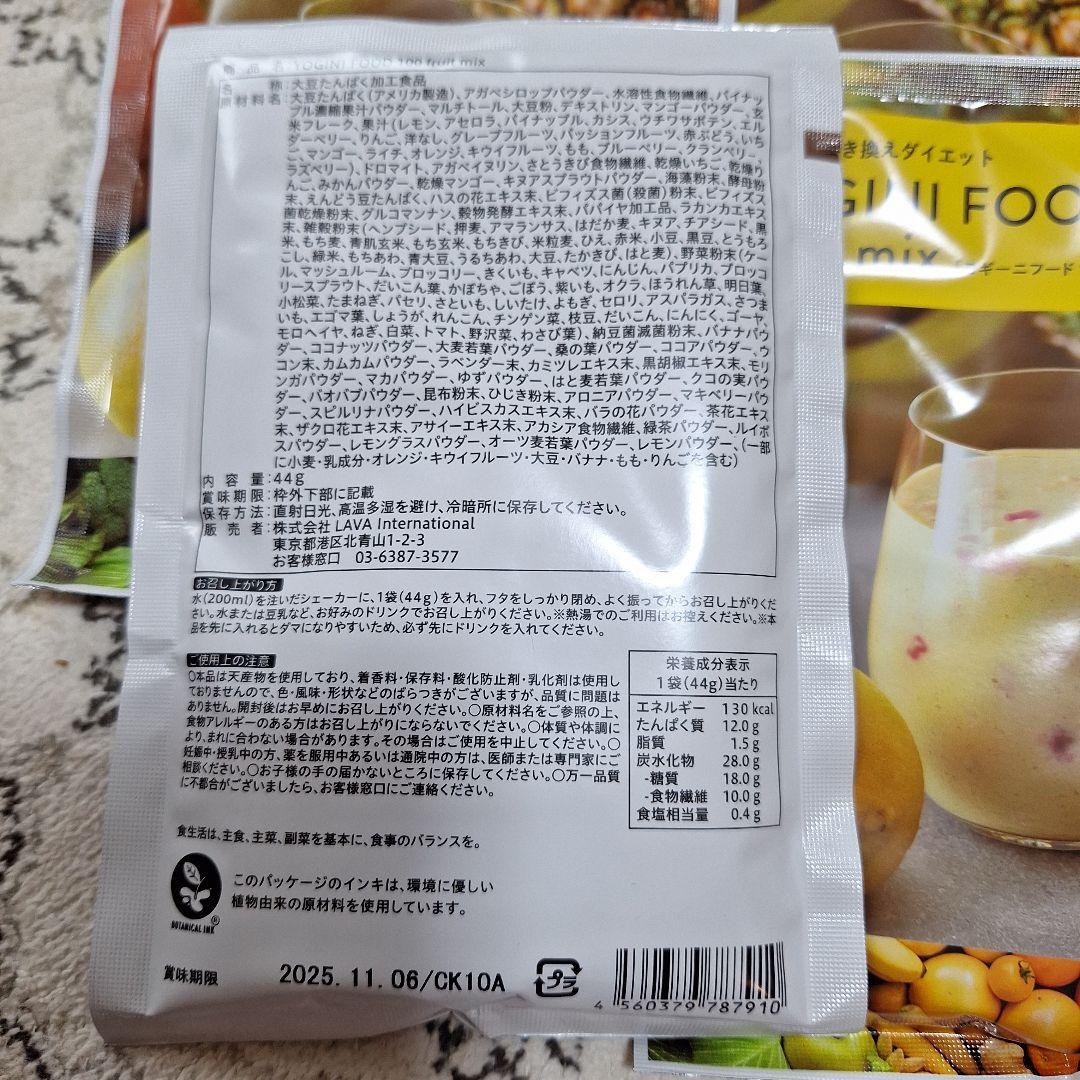 商品名:YOGINI FOOD 100 fruit mix
名称:大豆たんぱく加工食品
原材料名:大豆たんぱく(アメリカ製造)、アガベシロップパウダー、水溶性食物繊維、パイナッ
プル濃縮果汁パウダー、マルチトール、大豆粉、デキストリン、マンゴーパウダー、玄
米フレーク、果汁(レモン、アセロラ、パイナップル、カシス、ウチワサボテン、エル
ダーベリー、りんご、洋なし、グレープフルーツ、パッションフルーツ、赤ぶどう、いち
ご、マンゴー、ライチ、オレンジ、キウイフルーツ、もも、ブルーベリー、クランベリー、
ラズベリー)、ドロマイト、アガベイヌリン、さとうきび食物繊維、乾燥いちご、乾燥り
んご、みかんパウダー、乾燥マンゴー、キヌアスプラウトパウダー、海藻粉末、酵母粉
末、えんどう豆たんぱく、ハスの花エキス末、ビフィズス菌(殺菌)粉末、ビフィズス
菌乾燥粉末、グルコマンナン、穀物発酵エキス末、パパイヤ加工品、ラカンカエキス
末、雑穀粉末(ヘンプシード、押麦、アマランサス、はだか麦、キヌア、チアシード、黒
米、もち麦、青肌玄米、もち玄米、もちきび、米粒麦、ひえ、赤米、小豆、黒豆、とうもろ
こし、緑米、もちあわ、青大豆、うるちあわ、大豆、たかきび、はと麦)、野菜粉末(ケー
ル、マッシュルーム、ブロッコリー、きくいも、キャベツ、にんじん、パプリカ、ブロッコ
リースプラウト、だいこん葉、かぼちゃ、ごぼう、紫いも、オクラ、ほうれん草、明日葉、
小松菜、たまねぎ、パセリ、さといも、しいたけ、よもぎ、セロリ、アスパラガス、さつま
いも、エゴマ葉、しょうが、れんこん、チンゲン菜、枝豆、だいこん、にんにく、ゴーヤ、
モロヘイヤ、ねぎ、白菜、トマト、野沢菜、わさび葉)、納豆菌滅菌粉末、バナナパウ
ダー、ココナッツパウダー、大麦若葉パウダー、桑の葉パウダー、ココアパウダー、ウ
コン末、カムカムパウダー、ラベンダー末、カミツレエキス末、黒胡椒エキス末、モリ
ンガパウダー、マカパウダー、ゆずパウダー、はと麦若葉パウダー、クコの実パウ
ダー、バオバブパウダー、昆布粉末、ひじき粉末、アロニアパウダー、マキベリーパウ
ダー、スピルリナパウダー、ハイビスカスエキス末、バラの花パウダー、茶花エキス
末、ザクロ花エキス末、アサイーエキス末、アカシア食物繊維、緑茶パウダー、ルイボ
スパウダー、レモングラスパウダー、オーツ麦若葉パウダー、レモンパウダー、(一部
に小麦・乳成分・オレンジ・キウイフルーツ・大豆・バナナ・もも・りんごを含む)
内容量:44g
賞味期限:枠外下部に記載
保存方法:直射日光、高温多湿を避け、冷暗所に保存してください。
販売者:株式会社 LAVA International
東京都港区北青山1-2-3
お客様窓口 03-6387-3577
お召し上がり方
水(200ml)を注いだシェーカーに、1袋(44g)を入れ、フタをしっかり閉め、よく振ってからお召し上がりくだ
さい。水または豆乳など、お好みのドリンクでお召し上がりください。※熱湯でのご利用はお控えください。※本
品を先に入れるとダマになりやすいため、必ず先にドリンクを入れてください。
ご使用上の注意
○本品は天産物を使用しており、着香料・保存料・酸化防止剤・乳化剤は使用し
ておりませんので、色・風味・形状などのばらつきがございますが、品質に問題は
ありません。開封後はお早めにお召し上がりください。○原材料名をご参照の上、
食物アレルギーのある方はお召し上がりにならないでください。○体質や体調に
より、まれに合わない場合があります。その場合はご使用を中止してください。○
妊娠中・授乳中の方、薬を服用中あるいは通院中の方は、医師または専門家にご
相談ください。○お子様の手の届かないところに保存してください。○万一品質
に不都合がございましたら、お客様窓口にご連絡ください。
栄養成分表示
1袋(44g)当たり
エネルギー 130 kcal
たんぱく質 12.0 g
脂質 1.5 g
炭水化物 28.0 g
-糖質 18.0 g
-食物繊維 10.0 g
食塩相当量 0.4 g
食生活は、主食、主菜、副菜を基本に、食事のバランスを。
BOTANICAL INK®
このパッケージのインキは、環境に優しい
植物由来の原材料を使用しています。
賞味期限 2025.11.06/CK10A
プラ
4 560379 787910
き換えダイエット
GINI FOO
mix
ギーニフード